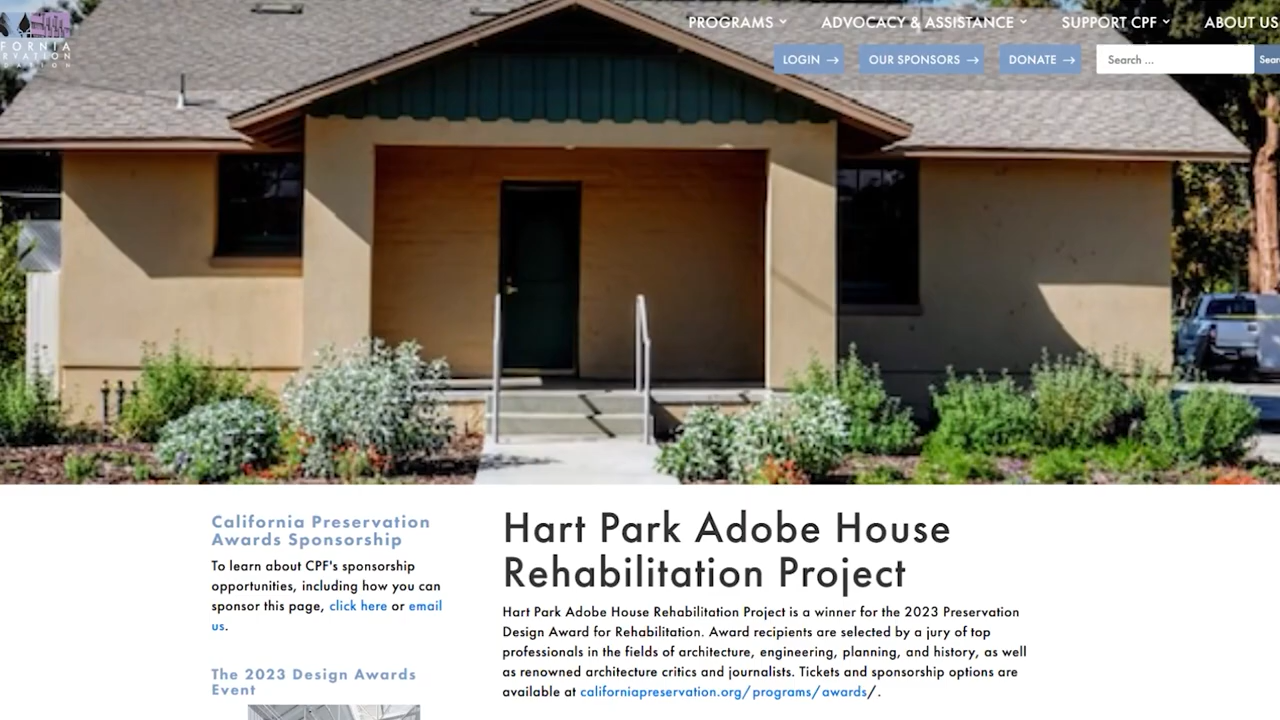 PROGRAMS ADVOCACY & ASSISTANCE SUPPORT CPF ABOUT US
FORNIA
RVATION
LOGIN → OUR SPONSORS → DONATE → Search ... Sear
California Preservation
Awards Sponsorship
To learn about CPF's sponsorship
opportunities, including how you can
sponsor this page, click here or email
us.
The 2023 Design Awards
Event
Hart Park Adobe House
Rehabilitation Project
Hart Park Adobe House Rehabilitation Project is a winner for the 2023 Preservation
Design Award for Rehabilitation. Award recipients are selected by a jury of top
professionals in the fields of architecture, engineering, planning, and history, as well
as renowned architecture critics and journalists. Tickets and sponsorship options are
available at californiapreservation.org/programs/awards/.